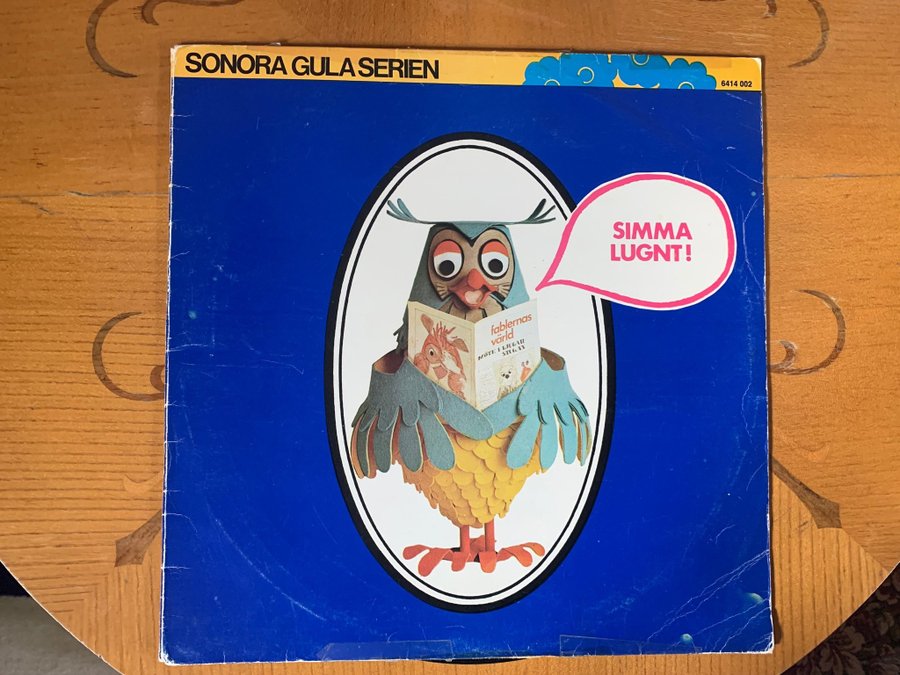 SONORA GULA SERIEN
6414 002
SIMMA
LUGNT!
fablernas
värld